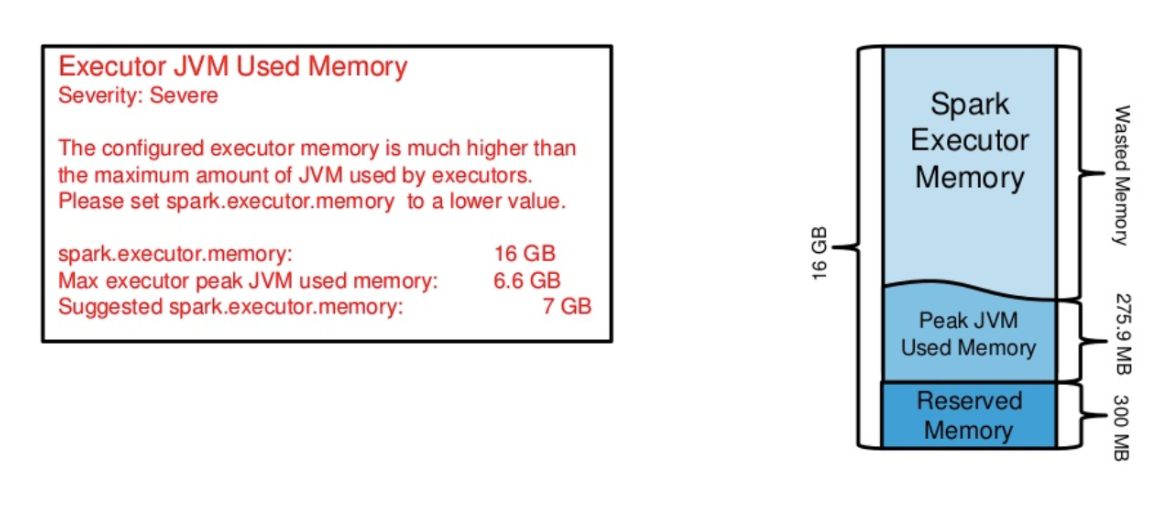 Executor JVM Used Memory
Severity: Severe
The configured executor memory is much higher than
the maximum amount of JVM used by executors.
Please set spark.executor.memory to a lower value.
spark.executor.memory: 16 GB
Max executor peak JVM used memory: 6.6 GB
Suggested spark.executor.memory: 7 GB
16 GB
Spark
Executor
Memory
Peak JVM
Used Memory
Reserved
Memory
Wasted Memory
275.9 MB
300 MB